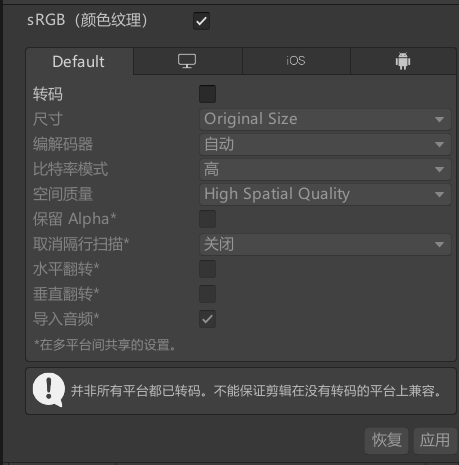 sRGB（颜色纹理）
Default
iOS
转码
尺寸 Original Size
编解码器 自动
比特率模式 高
空间质量 High Spatial Quality
保留 Alpha*
取消隔行扫描* 关闭
水平翻转*
垂直翻转*
导入音频*
*在多平台间共享的设置。
并非所有平台都已转码。不能保证剪辑在没有转码的平台上兼容。
恢复 应用